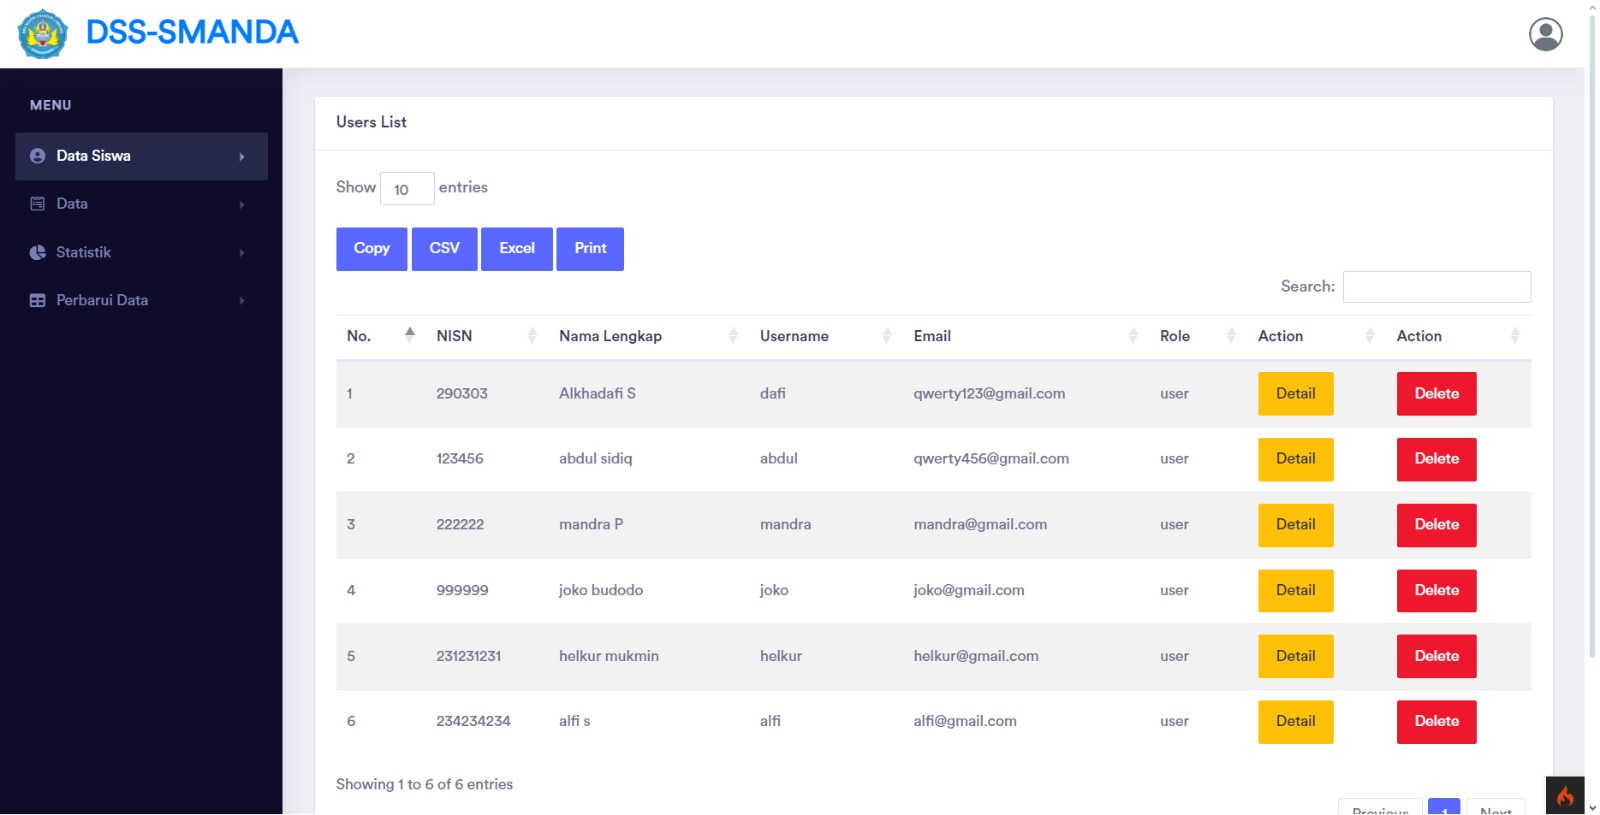 DSS-SMANDA
MENU
Data Siswa
Data
Statistik
Perbarui Data
Users List
Show 10 entries
Copy CSV Excel Print
Search:
No. NISN Nama Lengkap Username Email Role Action Action
1 290303 Alkhadafi S dafi qwerty123@gmail.com user Detail Delete
2 123456 abdul sidiq abdul qwerty456@gmail.com user Detail Delete
3 222222 mandra P mandra mandra@gmail.com user Detail Delete
4 999999 joko budodo joko joko@gmail.com user Detail Delete
5 231231231 helkur mukmin helkur helkur@gmail.com user Detail Delete
6 234234234 alfi s alfi alfi@gmail.com user Detail Delete
Showing 1 to 6 of 6 entries
Previous 1 Next